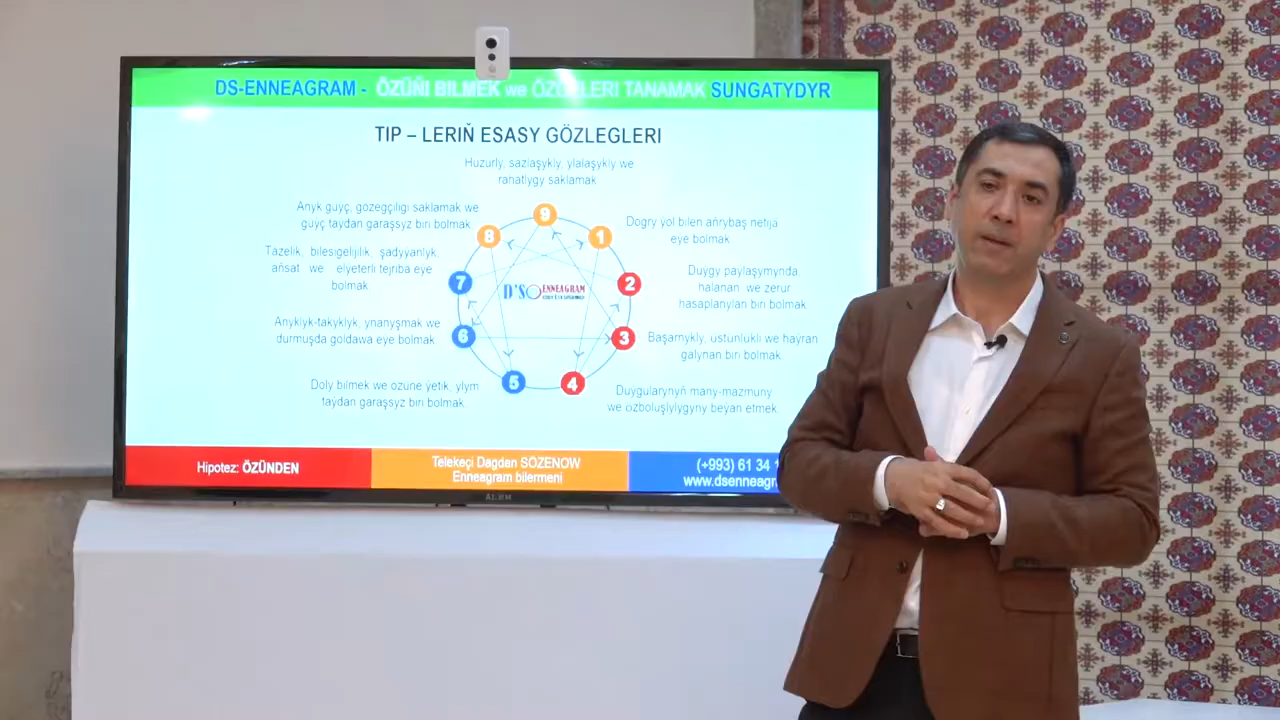 DS-ENNEAGRAM - ÖZÜŇI BILMEK we ÖZGELERI TANAMAK SUNGATYDYR
TIP – LERIŇ ESASY GÖZLEGLERI
Huzurly, sazlaşykly, ylalaşykly we
rahatlygy saklamak
9
Anyk güýç, gözegçiligi saklamak we
güýç taýdan garaşsyz biri bolmak
8
1
Dogry ýol bilen aňrybaş netijä
eýe bolmak
Täzelik, bilesigelijilik, şadyýanlyk,
aňsat we elýeterli tejribä eýe
bolmak
7
2
Duýgy paýlaşymynda
halanan we zerur
hasaplanylan biri bolmak
D'S ENNEAGRAM
Anyklyk-takyklyk, ynanyşmak we
durmuşda goldawa eýe bolmak
6
3
Başarnykly, üstünlikli we haýran
galynan biri bolmak
Doly bilmek we özüne ýetik, ylym
taýdan garaşsyz biri bolmak
5
4
Duýgularynyň many-mazmuny
we özboluşlylygyny beýan etmek
Hipotez: ÖZÜNDEN
Telekeçi Dagdan SÖZENOW
Enneagram bilermeni
(+993) 61 34
www.dsenneagr